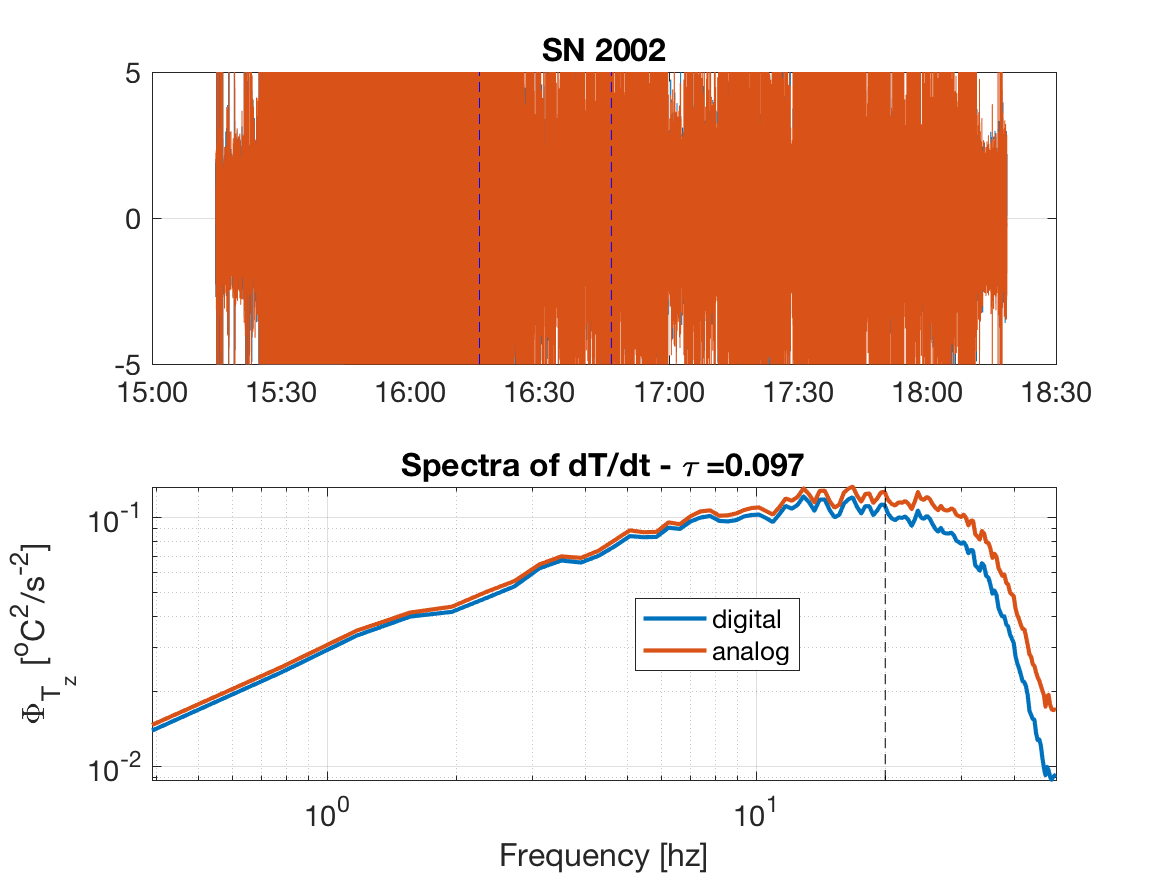 SN 2002
5
0
-5
15:00 15:30 16:00 16:30 17:00 17:30 18:00 18:30
Spectra of dT/dt - τ =0.097
Φ_{T_z} [°C²/s⁻²]
10⁻¹
10⁻²
digital
analog
10⁰ 10¹
Frequency [hz]